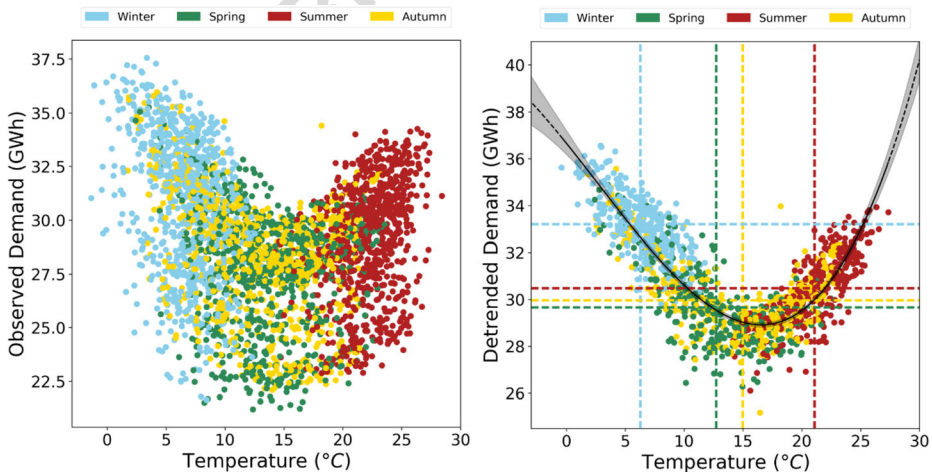 Winter Spring Summer Autumn
37.5
35.0
32.5
30.0
27.5
25.0
22.5
Observed Demand (GWh)
0 5 10 15 20 25 30
Temperature (°C)
Winter Spring Summer Autumn
40
38
36
34
32
30
28
26
Detrended Demand (GWh)
0 5 10 15 20 25 30
Temperature (°C)